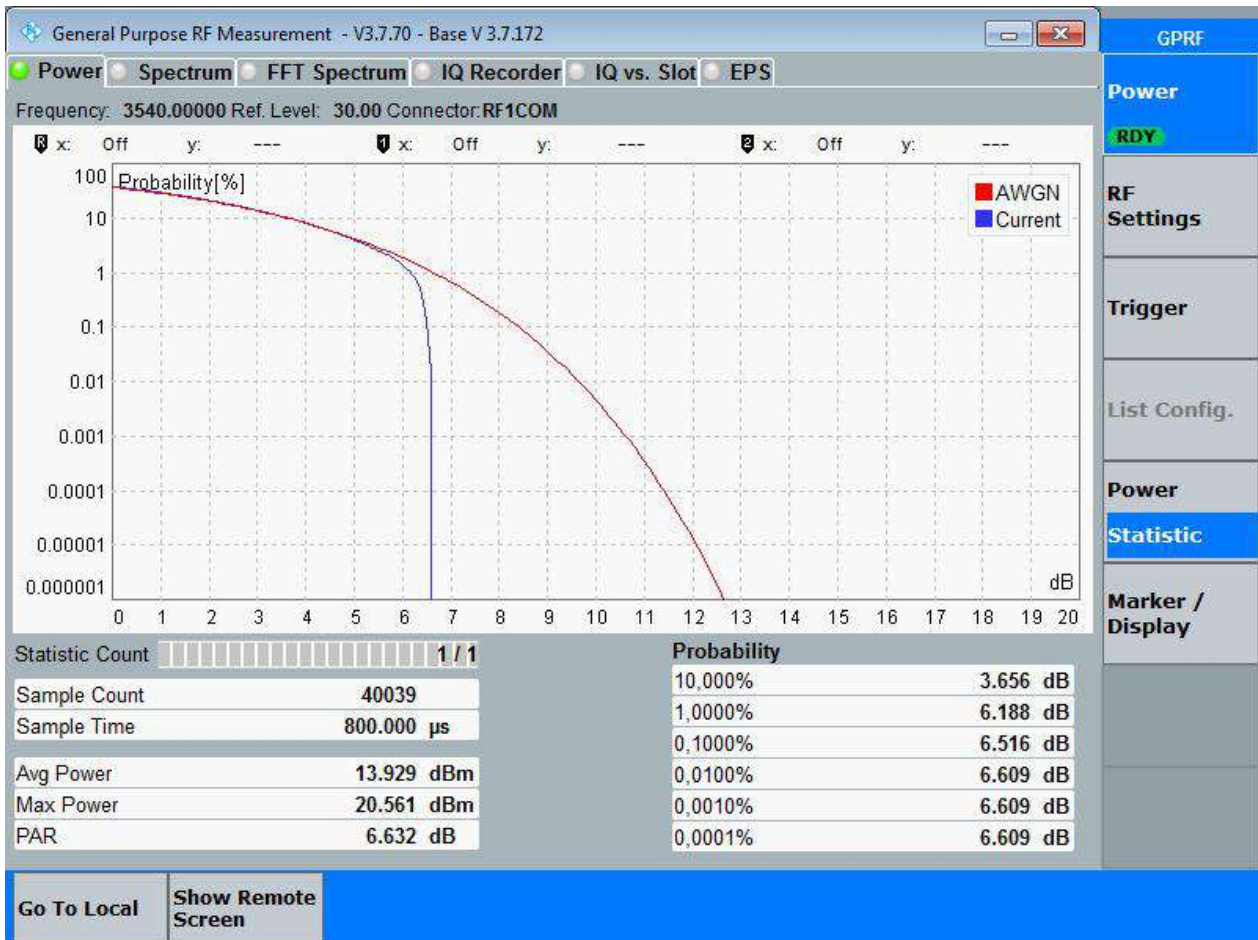 General Purpose RF Measurement - V3.7.70 - Base V 3.7.172
GPRF
Power Spectrum FFT Spectrum IQ Recorder IQ vs. Slot EPS
Frequency: 3540.00000 Ref. Level: 30.00 Connector:RF1COM
R x: Off y: --- 1 x: Off y: --- 2 x: Off y: ---
Probability[%]
AWGN
Current
100
10
1
0.1
0.01
0.001
0.0001
0.00001
0.000001
dB
0 1 2 3 4 5 6 7 8 9 10 11 12 13 14 15 16 17 18 19 20
Statistic Count 1 / 1
Sample Count 40039
Sample Time 800.000 µs
Avg Power 13.929 dBm
Max Power 20.561 dBm
PAR 6.632 dB
Probability
10,000% 3.656 dB
1,0000% 6.188 dB
0,1000% 6.516 dB
0,0100% 6.609 dB
0,0010% 6.609 dB
0,0001% 6.609 dB
Power
RDY
RF
Settings
Trigger
List Config.
Power
Statistic
Marker /
Display
Go To Local
Show Remote
Screen